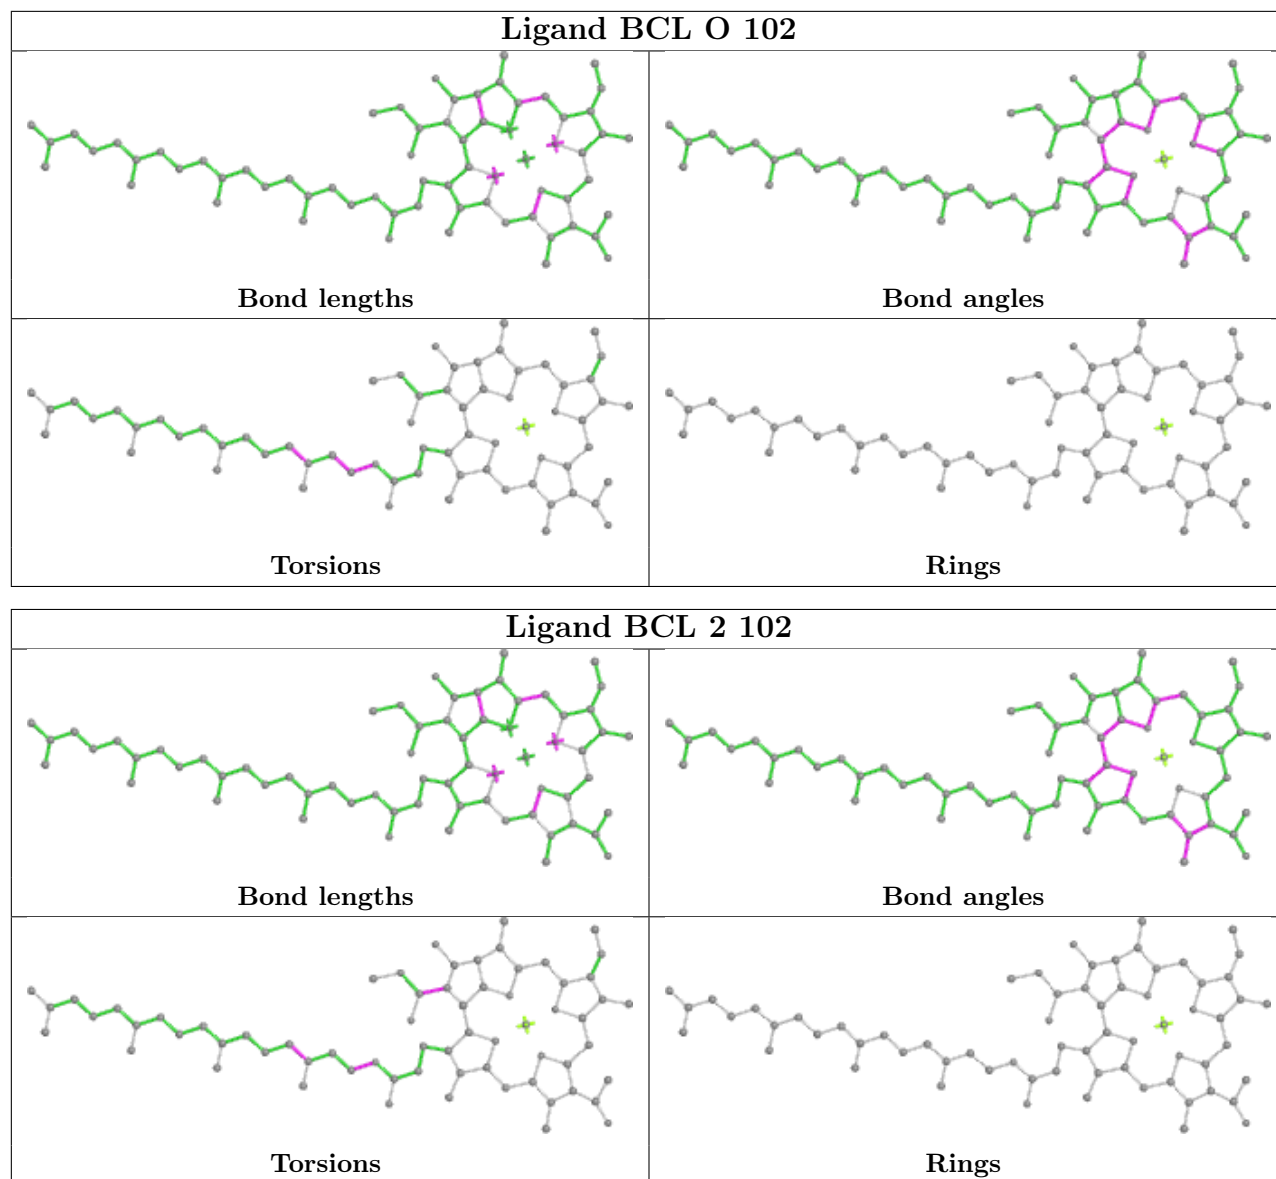 Ligand BCL O 102
Bond lengths
Bond angles
Torsions
Rings
Ligand BCL 2 102
Bond lengths
Bond angles
Torsions
Rings